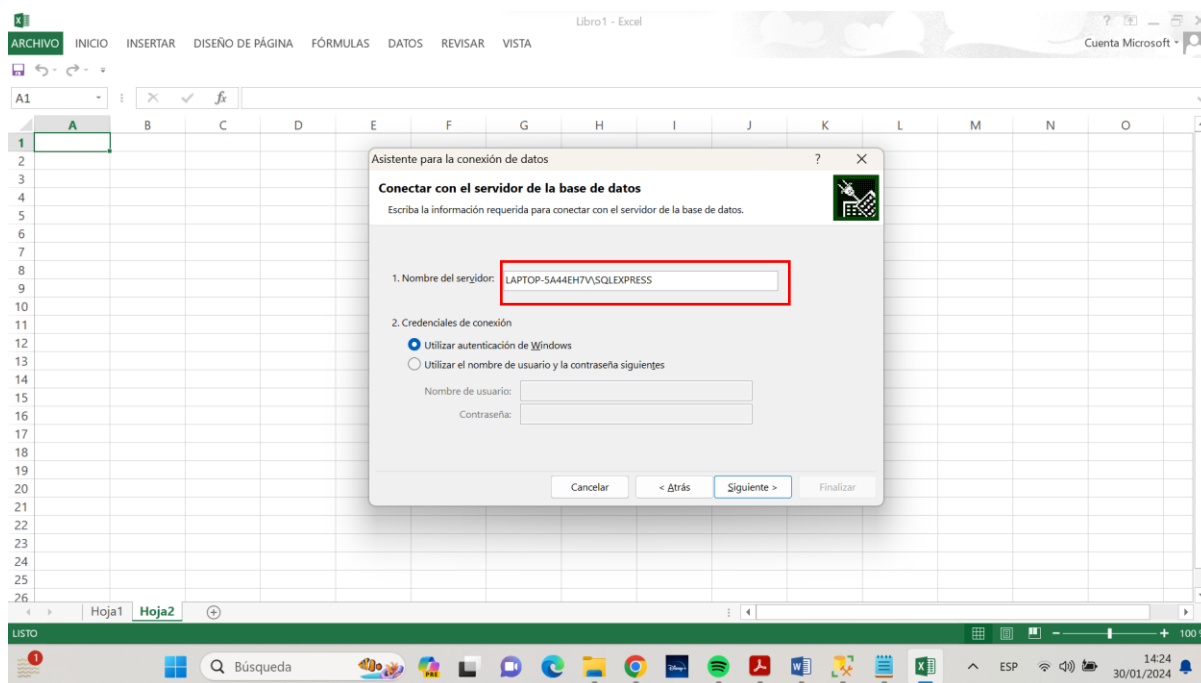 Libro1 - Excel
ARCHIVO INICIO INSERTAR DISEÑO DE PÁGINA FÓRMULAS DATOS REVISAR VISTA
Cuenta Microsoft
A1
fx
A B C D E F G H I J K L M N O
1
2
3
4
5
6
7
8
9
10
11
12
13
14
15
16
17
18
19
20
21
22
23
24
25
26
Asistente para la conexión de datos
Conectar con el servidor de la base de datos
Escriba la información requerida para conectar con el servidor de la base de datos.
1. Nombre del servidor: LAPTOP-5A44EH7V\SQLEXPRESS
2. Credenciales de conexión
Utilizar autenticación de Windows
Utilizar el nombre de usuario y la contraseña siguientes
Nombre de usuario:
Contraseña:
Cancelar < Atrás Siguiente > Finalizar
Hoja1 Hoja2
LISTO
100
1
Búsqueda
PRE
ESP
14:24
30/01/2024